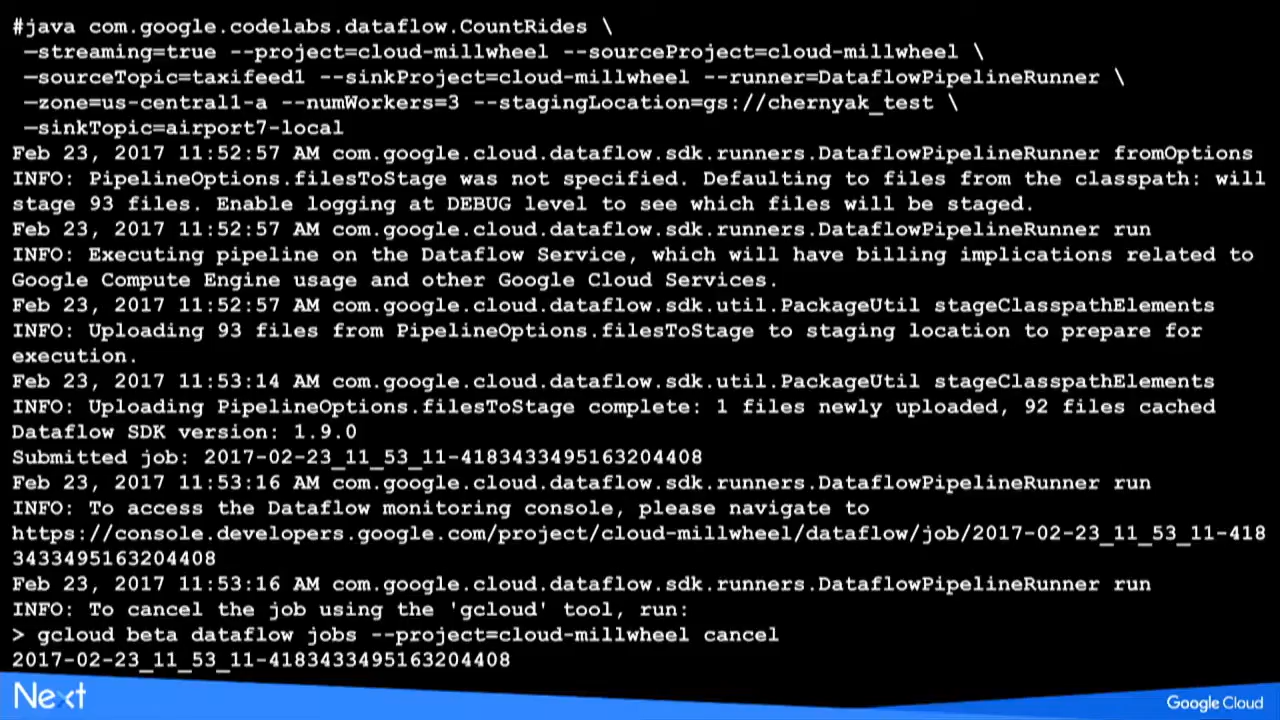 #java com.google.codelabs.dataflow.CountRides \
—streaming=true --project=cloud-millwheel --sourceProject=cloud-millwheel \
—sourceTopic=taxifeed1 --sinkProject=cloud-millwheel --runner=DataflowPipelineRunner \
—zone=us-central1-a --numWorkers=3 --stagingLocation=gs://chernyak_test \
—sinkTopic=airport7-local
Feb 23, 2017 11:52:57 AM com.google.cloud.dataflow.sdk.runners.DataflowPipelineRunner fromOptions
INFO: PipelineOptions.filesToStage was not specified. Defaulting to files from the classpath: will
stage 93 files. Enable logging at DEBUG level to see which files will be staged.
Feb 23, 2017 11:52:57 AM com.google.cloud.dataflow.sdk.runners.DataflowPipelineRunner run
INFO: Executing pipeline on the Dataflow Service, which will have billing implications related to
Google Compute Engine usage and other Google Cloud Services.
Feb 23, 2017 11:52:57 AM com.google.cloud.dataflow.sdk.util.PackageUtil stageClasspathElements
INFO: Uploading 93 files from PipelineOptions.filesToStage to staging location to prepare for
execution.
Feb 23, 2017 11:53:14 AM com.google.cloud.dataflow.sdk.util.PackageUtil stageClasspathElements
INFO: Uploading PipelineOptions.filesToStage complete: 1 files newly uploaded, 92 files cached
Dataflow SDK version: 1.9.0
Submitted job: 2017-02-23_11_53_11-4183433495163204408
Feb 23, 2017 11:53:16 AM com.google.cloud.dataflow.sdk.runners.DataflowPipelineRunner run
INFO: To access the Dataflow monitoring console, please navigate to
https://console.developers.google.com/project/cloud-millwheel/dataflow/job/2017-02-23_11_53_11-418
3433495163204408
Feb 23, 2017 11:53:16 AM com.google.cloud.dataflow.sdk.runners.DataflowPipelineRunner run
INFO: To cancel the job using the 'gcloud' tool, run:
> gcloud beta dataflow jobs --project=cloud-millwheel cancel
2017-02-23_11_53_11-4183433495163204408
Next
Google Cloud